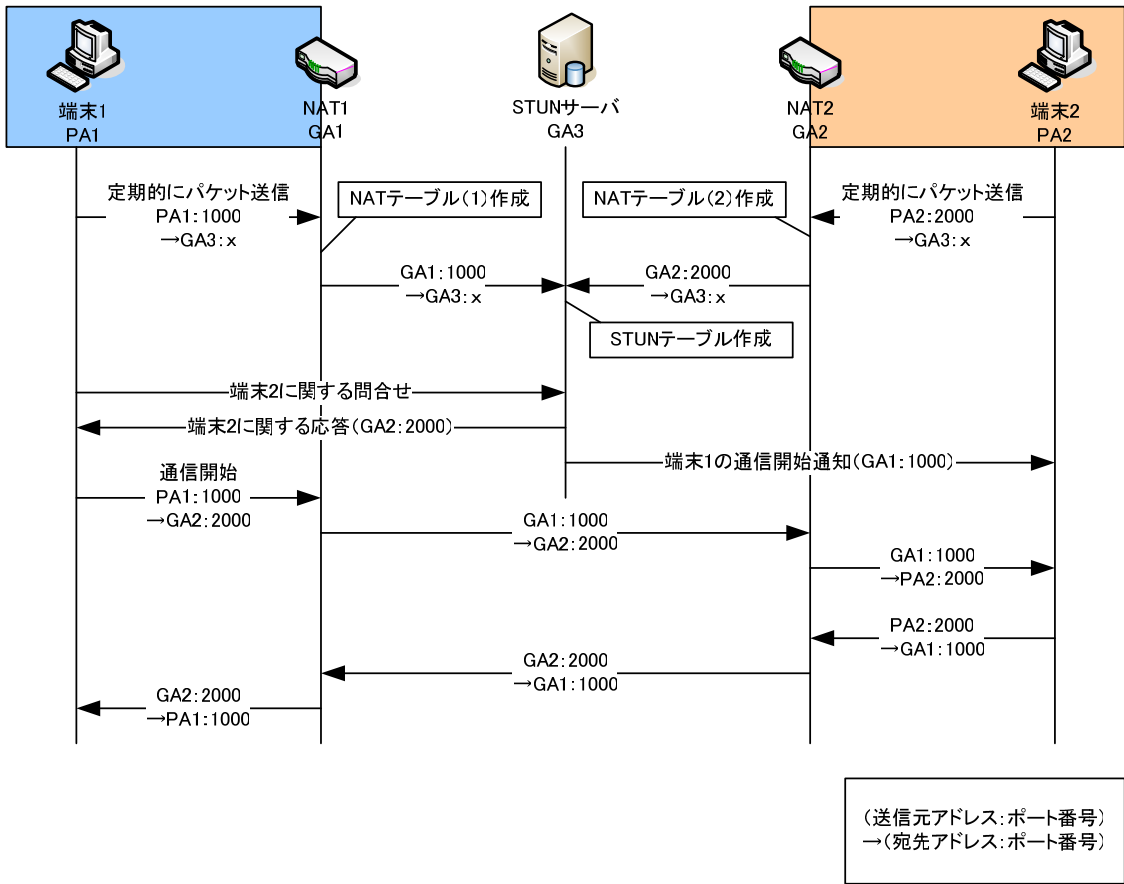 端末1
PA1
NAT1
GA1
STUNサーバ
GA3
NAT2
GA2
端末2
PA2
定期的にパケット送信
PA1:1000
→GA3:x
NATテーブル(1)作成
NATテーブル(2)作成
定期的にパケット送信
PA2:2000
→GA3:x
GA1:1000
→GA3:x
GA2:2000
→GA3:x
STUNテーブル作成
端末2に関する問合せ
端末2に関する応答(GA2:2000)
端末1の通信開始通知(GA1:1000)
通信開始
PA1:1000
→GA2:2000
GA1:1000
→GA2:2000
GA1:1000
→PA2:2000
PA2:2000
→GA1:1000
GA2:2000
→GA1:1000
GA2:2000
→PA1:1000
(送信元アドレス:ポート番号)
→(宛先アドレス:ポート番号)